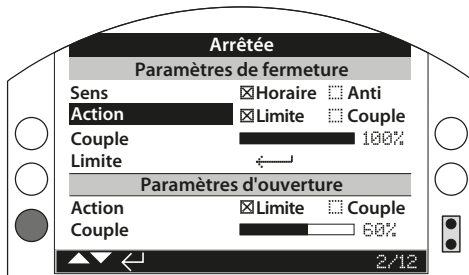 Arrêtée
Paramètres de fermeture
Sens Horaire Anti
Action Limite Couple
Couple 100%
Limite
Paramètres d'ouverture
Action Limite Couple
Couple 60%
2/12